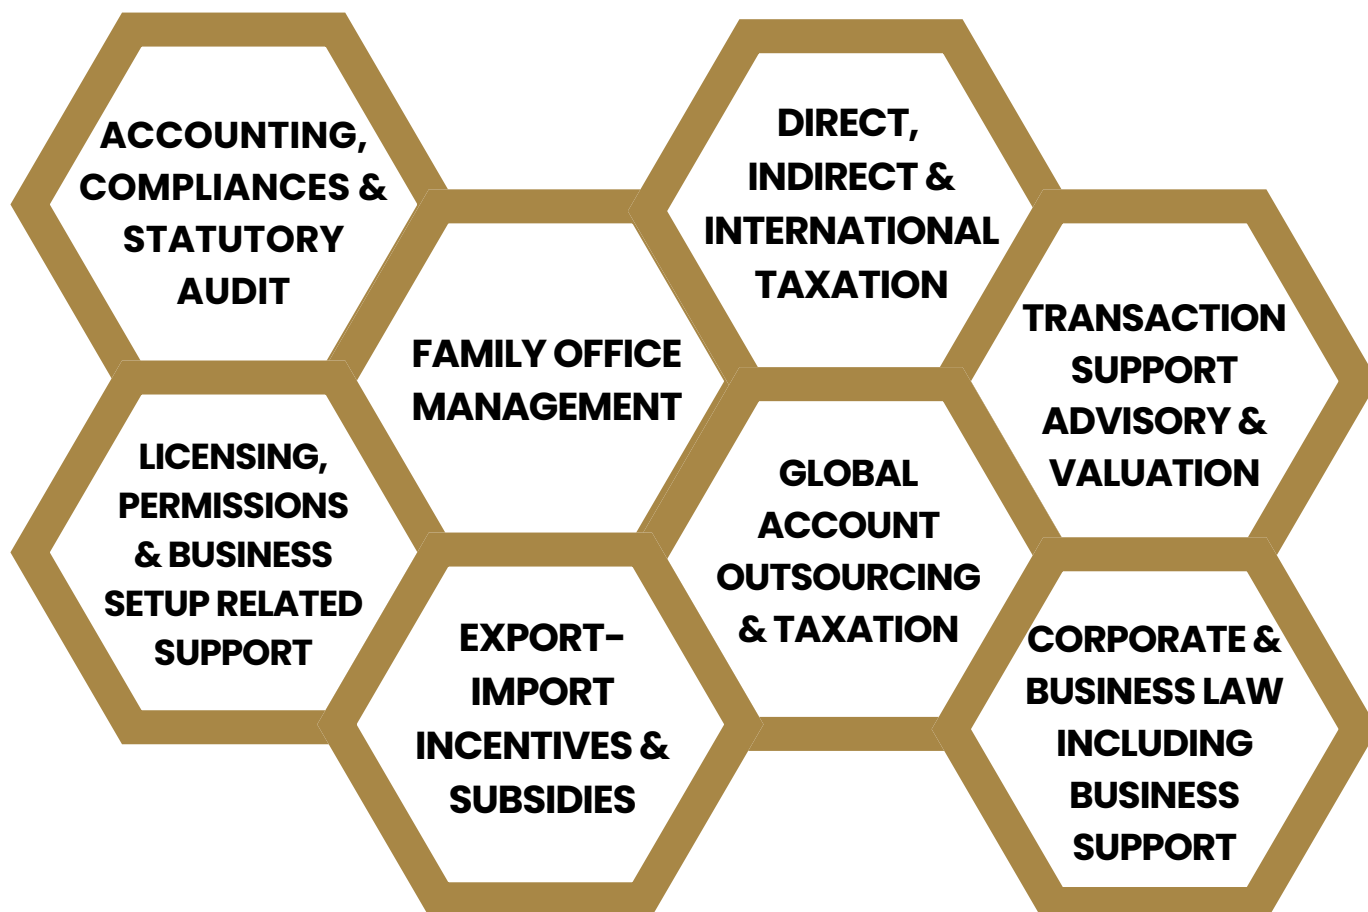 ACCOUNTING,
COMPLIANCES &
STATUTORY
AUDIT
DIRECT,
INDIRECT &
INTERNATIONAL
TAXATION
FAMILY OFFICE
MANAGEMENT
TRANSACTION
SUPPORT
ADVISORY &
VALUATION
LICENSING,
PERMISSIONS
& BUSINESS
SETUP RELATED
SUPPORT
GLOBAL
ACCOUNT
OUTSOURCING
& TAXATION
EXPORT-
IMPORT
INCENTIVES &
SUBSIDIES
CORPORATE &
BUSINESS LAW
INCLUDING
BUSINESS
SUPPORT